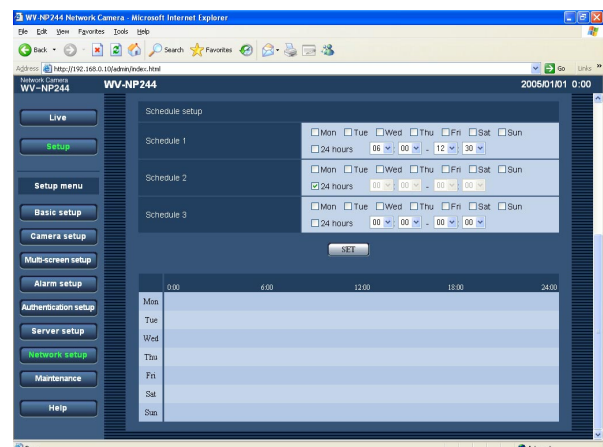 WV-NP244 Network Camera - Microsoft Internet Explorer
File Edit View Favorites Tools Help
Back Search Favorites
Address http://192.168.0.10/admin/index.html Go Links »
Network Camera
WV-NP244
WV-NP244
2005/01/01 0:00
Live
Setup
Setup menu
Basic setup
Camera setup
Multi-screen setup
Alarm setup
Authentication setup
Server setup
Network setup
Maintenance
Help
Schedule setup
Schedule 1
Mon Tue Wed Thu Fri Sat Sun
24 hours 06 : 00 - 12 : 30
Schedule 2
Mon Tue Wed Thu Fri Sat Sun
24 hours 00 : 00 - 00 : 00
Schedule 3
Mon Tue Wed Thu Fri Sat Sun
24 hours 00 : 00 - 00 : 00
SET
0:00 6:00 12:00 18:00 24:00
Mon
Tue
Wed
Thu
Fri
Sat
Sun